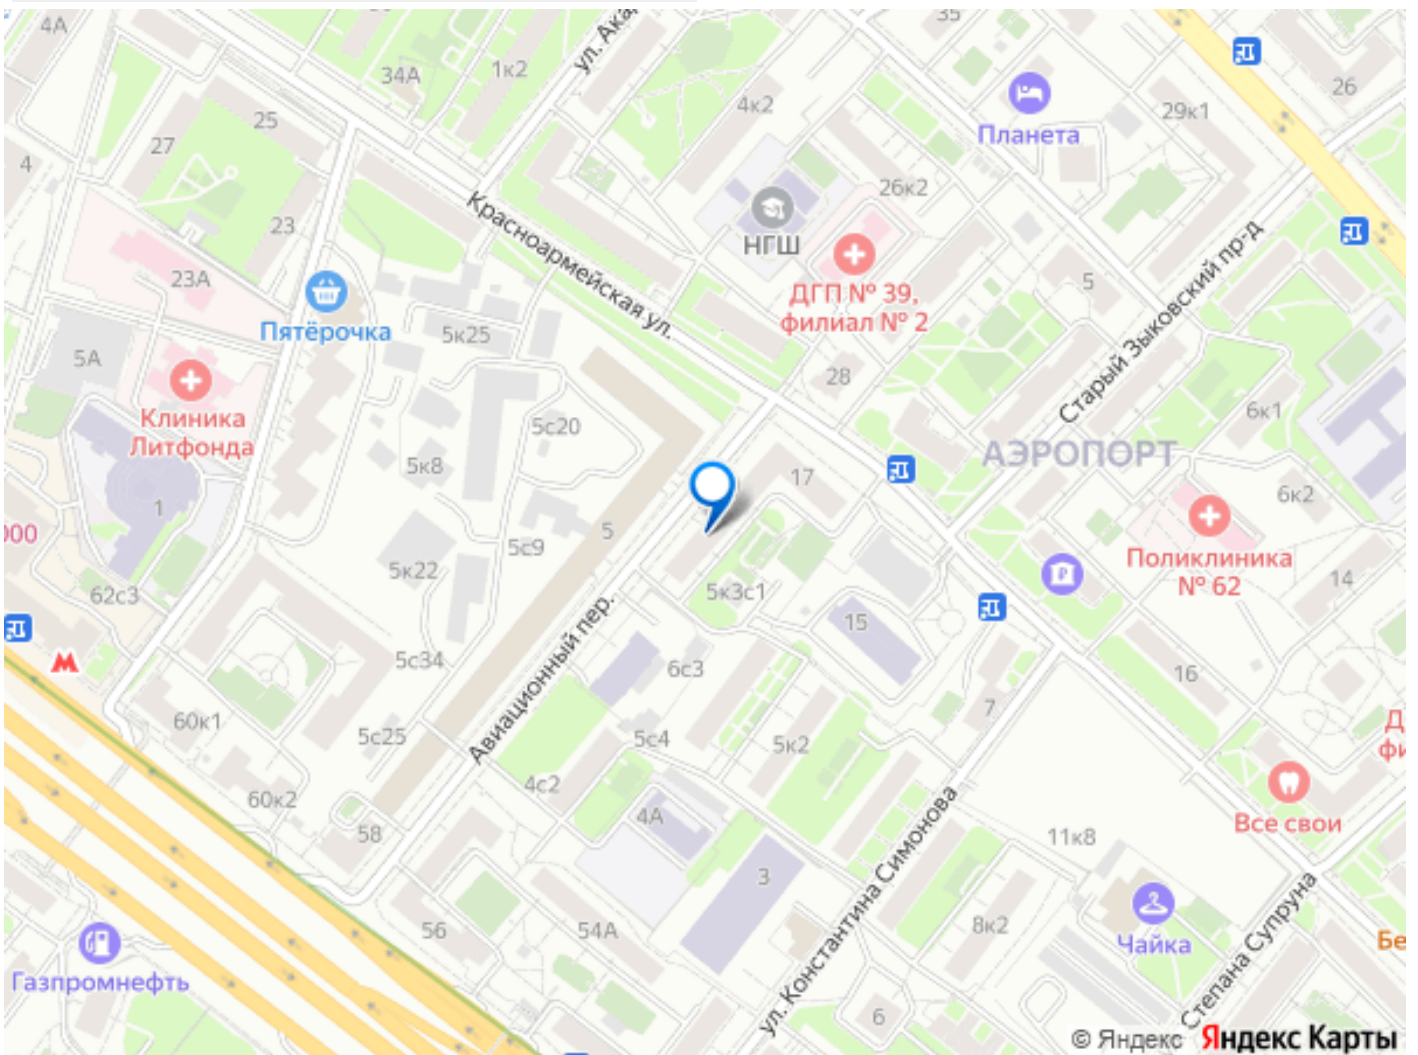 4А
ул. Ака
35
26
34А
1к2
4к2
29к1
Планета
25
27
4
26к2
Красноармейская ул.
НГШ
23
23А
ДГП № 39,
филиал № 2
5
Старый Зыковский пр-д
Пятёрочка
5к25
5А
28
Клиника
Литфонда
5с20
6к1
АЭРОПОРТ
5к8
17
6к2
1
000
5
5с9
Поликлиника
№ 62
5к22
5к3с1
14
62с3
15
Авиационный пер.
5с34
6с3
16
60к1
5с25
5с4
5к2
7
Д
фи
4с2
60к2
4А
58
Все свои
11к8
ул. Константина Симонова
3
56
54А
8к2
Чайка
Бе
Степана Супруна
Газпромнефть
6
© Яндекс Яндекс Карты